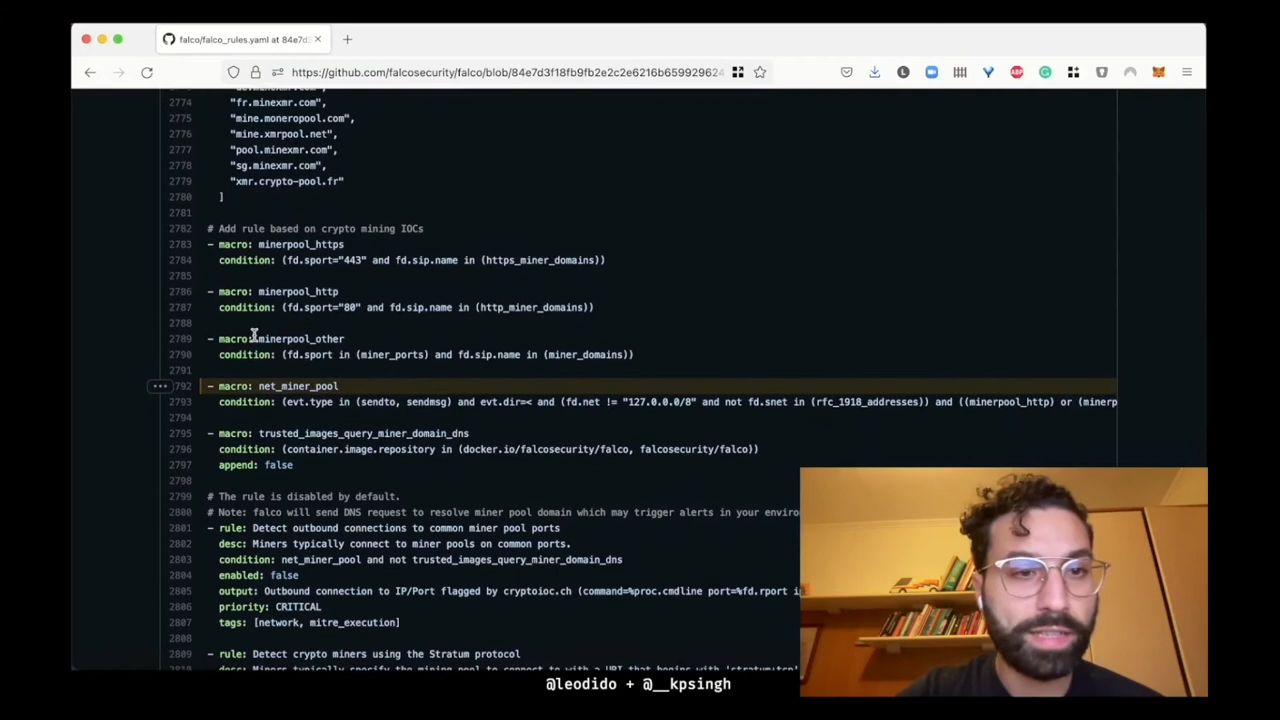 falco/falco_rules.yaml at 84e7d3
https://github.com/falcosecurity/falco/blob/84e7d3f18fb9fb2e2c2e6216b659929624
2774 "fr.minexmr.com",
2775 "mine.moneropool.com",
2776 "mine.xmrpool.net",
2777 "pool.minexmr.com",
2778 "sg.minexmr.com",
2779 "xmr.crypto-pool.fr"
2780 ]
2781
2782 # Add rule based on crypto mining IOCs
2783 - macro: minerpool_https
2784 condition: (fd.sport="443" and fd.sip.name in (https_miner_domains))
2785
2786 - macro: minerpool_http
2787 condition: (fd.sport="80" and fd.sip.name in (http_miner_domains))
2788
2789 - macro: minerpool_other
2790 condition: (fd.sport in (miner_ports) and fd.sip.name in (miner_domains))
2791
2792 - macro: net_miner_pool
2793 condition: (evt.type in (sendto, sendmsg) and evt.dir=< and (fd.net != "127.0.0.0/8" and not fd.snet in (rfc_1918_addresses)) and ((minerpool_http) or (minerp
2794
2795 - macro: trusted_images_query_miner_domain_dns
2796 condition: (container.image.repository in (docker.io/falcosecurity/falco, falcosecurity/falco))
2797 append: false
2798
2799 # The rule is disabled by default.
2800 # Note: falco will send DNS request to resolve miner pool domain which may trigger alerts in your enviro
2801 - rule: Detect outbound connections to common miner pool ports
2802 desc: Miners typically connect to miner pools on common ports.
2803 condition: net_miner_pool and not trusted_images_query_miner_domain_dns
2804 enabled: false
2805 output: Outbound connection to IP/Port flagged by cryptoioc.ch (command=%proc.cmdline port=%fd.rport i
2806 priority: CRITICAL
2807 tags: [network, mitre_execution]
2808
2809 - rule: Detect crypto miners using the Stratum protocol
@leodido + @__kpsingh